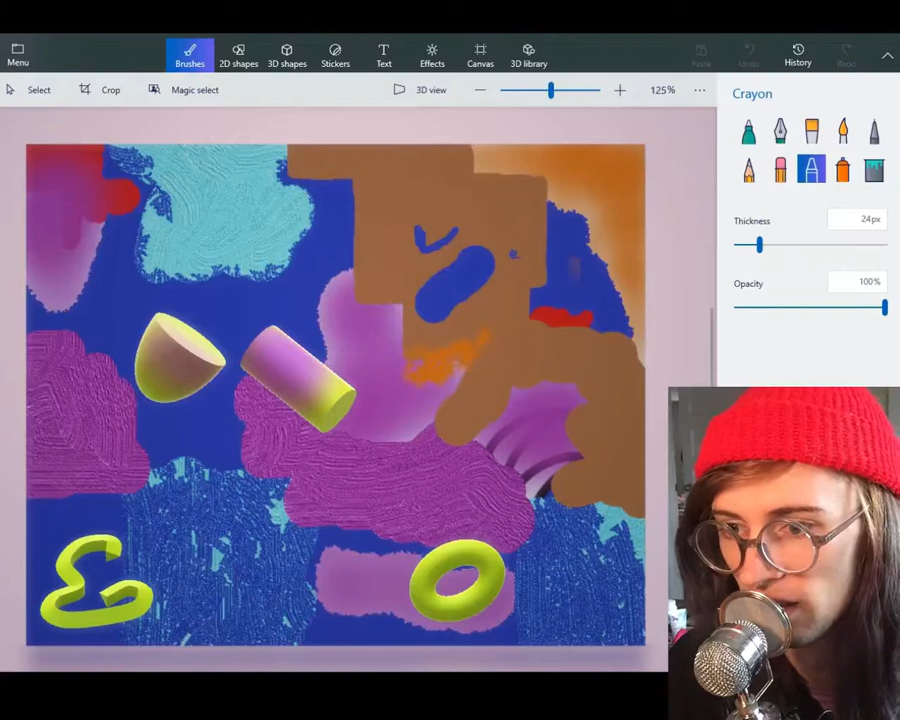 Menu
Brushes
2D shapes
3D shapes
Stickers
Text
Effects
Canvas
3D library
Paste
Undo
History
Redo
Select
Crop
Magic select
3D view
125%
Crayon
Thickness
24px
Opacity
100%